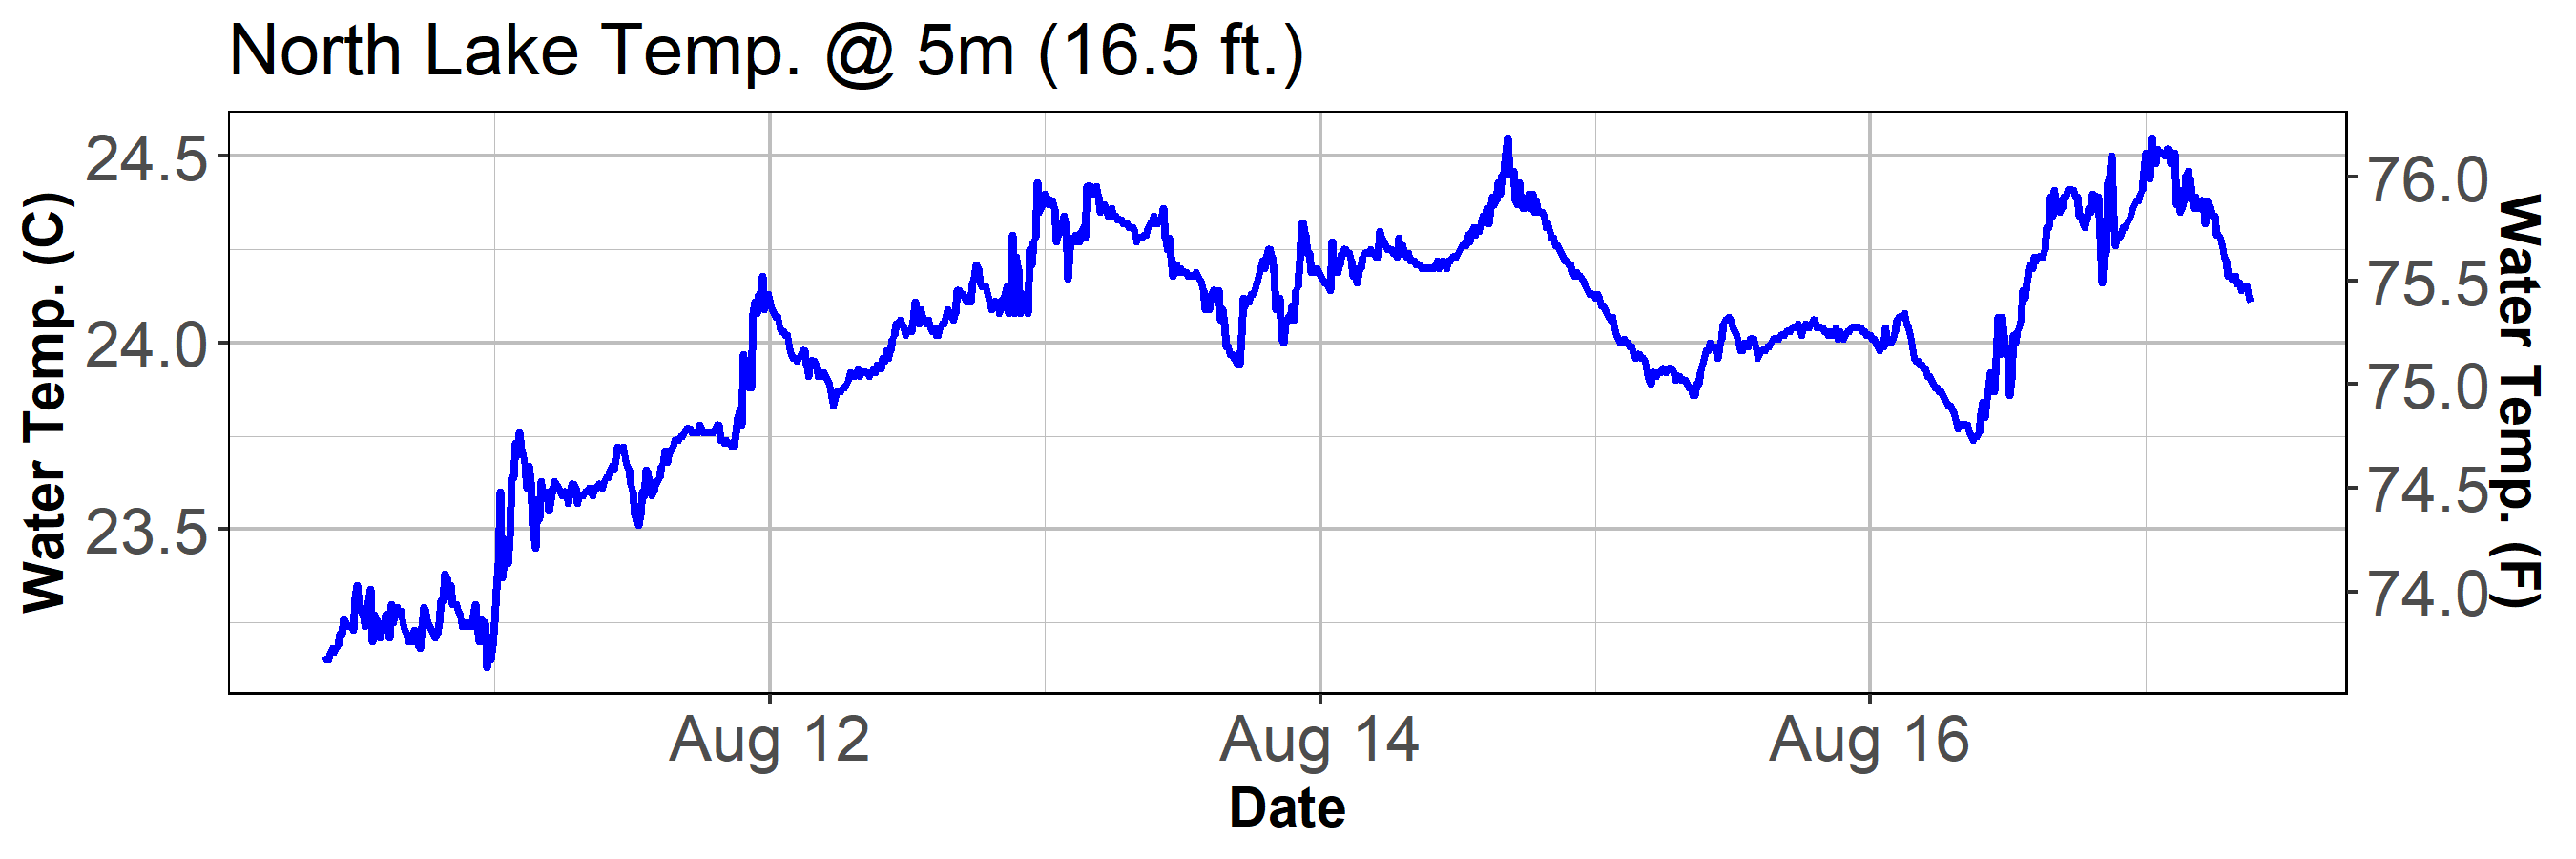 North Lake Temp. @ 5m (16.5 ft.)
Water Temp. (C)
24.5
24.0
23.5
76.0
75.5
75.0
74.5
74.0
Water Temp. (F)
Aug 12
Aug 14
Aug 16
Date